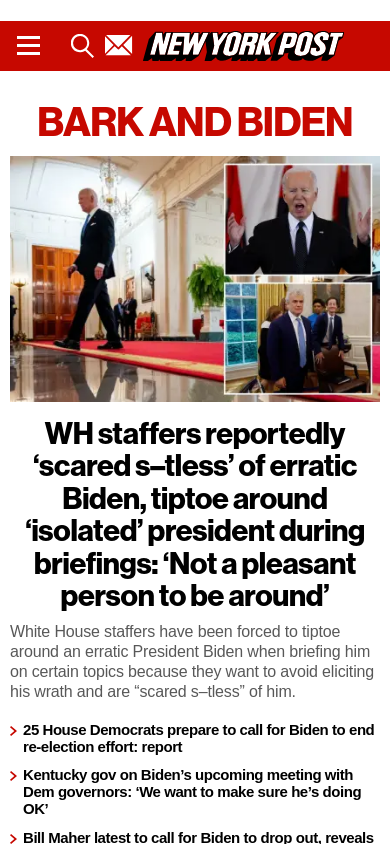 NEW YORK POST
BARK AND BIDEN
WH staffers reportedly
‘scared s–tless’ of erratic
Biden, tiptoe around
‘isolated’ president during
briefings: ‘Not a pleasant
person to be around’
White House staffers have been forced to tiptoe
around an erratic President Biden when briefing him
on certain topics because they want to avoid eliciting
his wrath and are “scared s–tless” of him.
25 House Democrats prepare to call for Biden to end
re-election effort: report
Kentucky gov on Biden’s upcoming meeting with
Dem governors: ‘We want to make sure he’s doing
OK’
Bill Maher latest to call for Biden to drop out, reveals